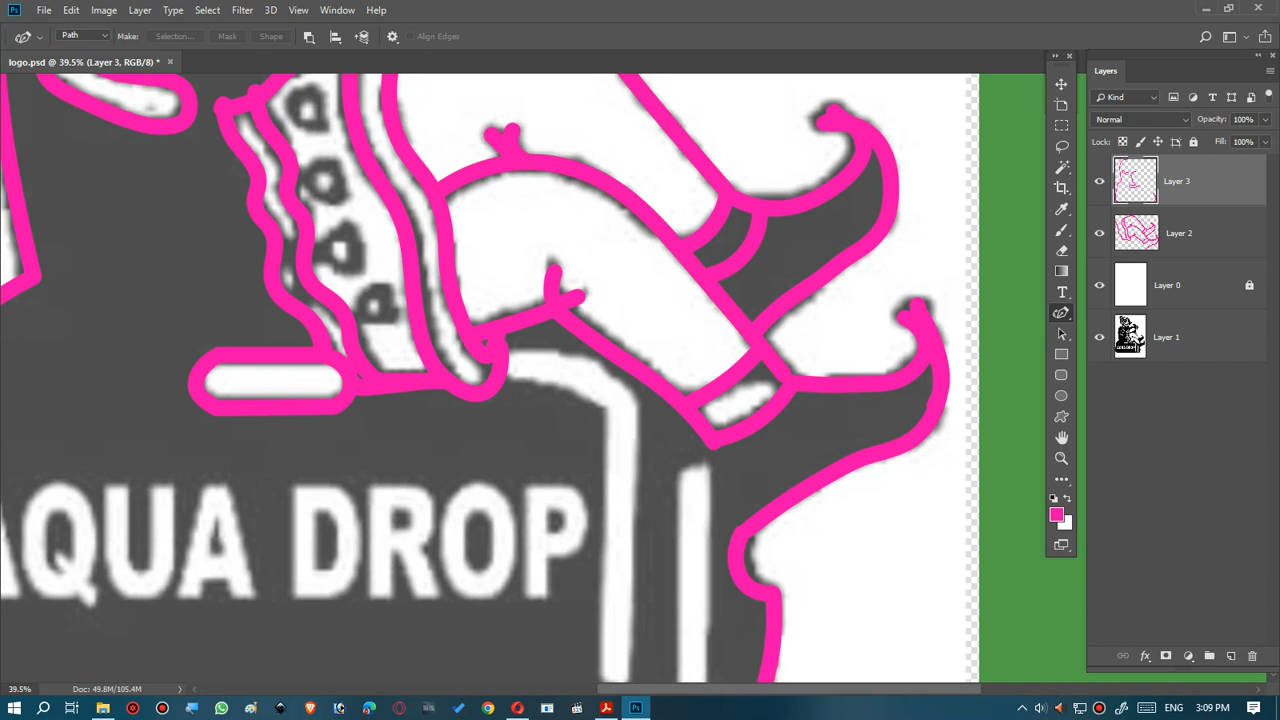 Ps File Edit Image Layer Type Select Filter 3D View Window Help
Path Make: Selection... Mask Shape Align Edges
logo.psd @ 39.5% (Layer 3, RGB/8) *
Layers
Kind
Normal Opacity: 100%
Lock: Fill: 100%
Layer 3
Layer 2
Layer 0
Layer 1
AQUA DROP
39.5% Doc: 49.8M/105.4M
Ps ENG 3:09 PM